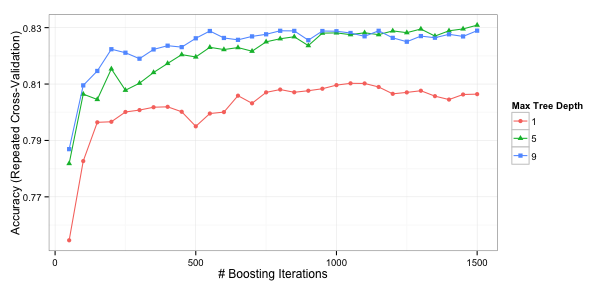 Accuracy (Repeated Cross-Validation)
0.83
0.81
0.79
0.77
0 500 1000 1500
# Boosting Iterations
Max Tree Depth
1
5
9